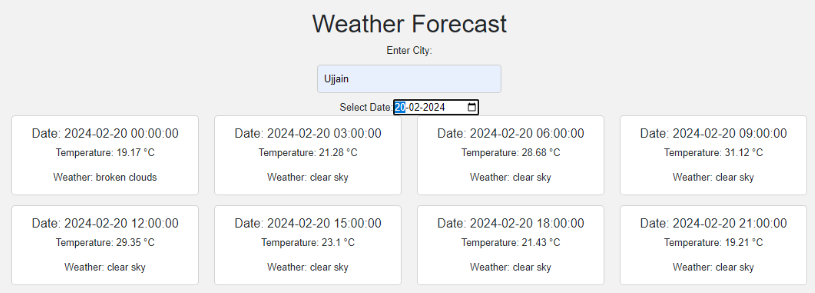 Weather Forecast
Enter City:
Ujjain
Select Date: 20-02-2024
Date: 2024-02-20 00:00:00
Temperature: 19.17 °C
Weather: broken clouds
Date: 2024-02-20 03:00:00
Temperature: 21.28 °C
Weather: clear sky
Date: 2024-02-20 06:00:00
Temperature: 28.68 °C
Weather: clear sky
Date: 2024-02-20 09:00:00
Temperature: 31.12 °C
Weather: clear sky
Date: 2024-02-20 12:00:00
Temperature: 29.35 °C
Weather: clear sky
Date: 2024-02-20 15:00:00
Temperature: 23.1 °C
Weather: clear sky
Date: 2024-02-20 18:00:00
Temperature: 21.43 °C
Weather: clear sky
Date: 2024-02-20 21:00:00
Temperature: 19.21 °C
Weather: clear sky